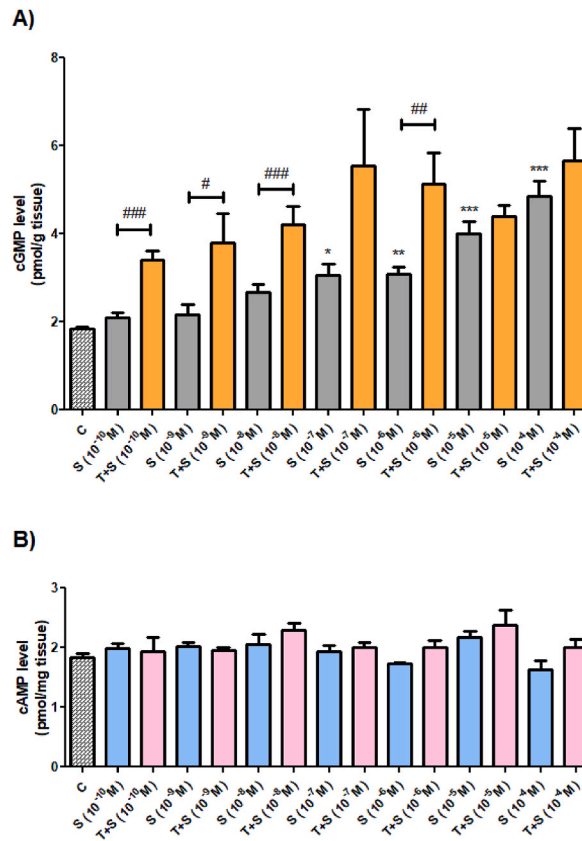 A)
8
6
4
2
0
cGMP level
(pmol/g tissue)
###
#
###
*
**
##
***
***
C
S (10⁻¹⁰M)
T+S (10⁻¹⁰M)
S (10⁻⁹M)
T+S (10⁻⁹M)
S (10⁻⁸M)
T+S (10⁻⁸M)
S (10⁻⁷M)
T+S (10⁻⁷M)
S (10⁻⁶M)
T+S (10⁻⁶M)
S (10⁻⁵M)
T+S (10⁻⁵M)
S (10⁻⁴M)
T+S (10⁻⁴M)
B)
3
2
1
0
cAMP level
(pmol/mg tissue)
C
S (10⁻¹⁰M)
T+S (10⁻¹⁰M)
S (10⁻⁹M)
T+S (10⁻⁹M)
S (10⁻⁸M)
T+S (10⁻⁸M)
S (10⁻⁷M)
T+S (10⁻⁷M)
S (10⁻⁶M)
T+S (10⁻⁶M)
S (10⁻⁵M)
T+S (10⁻⁵M)
S (10⁻⁴M)
T+S (10⁻⁴M)